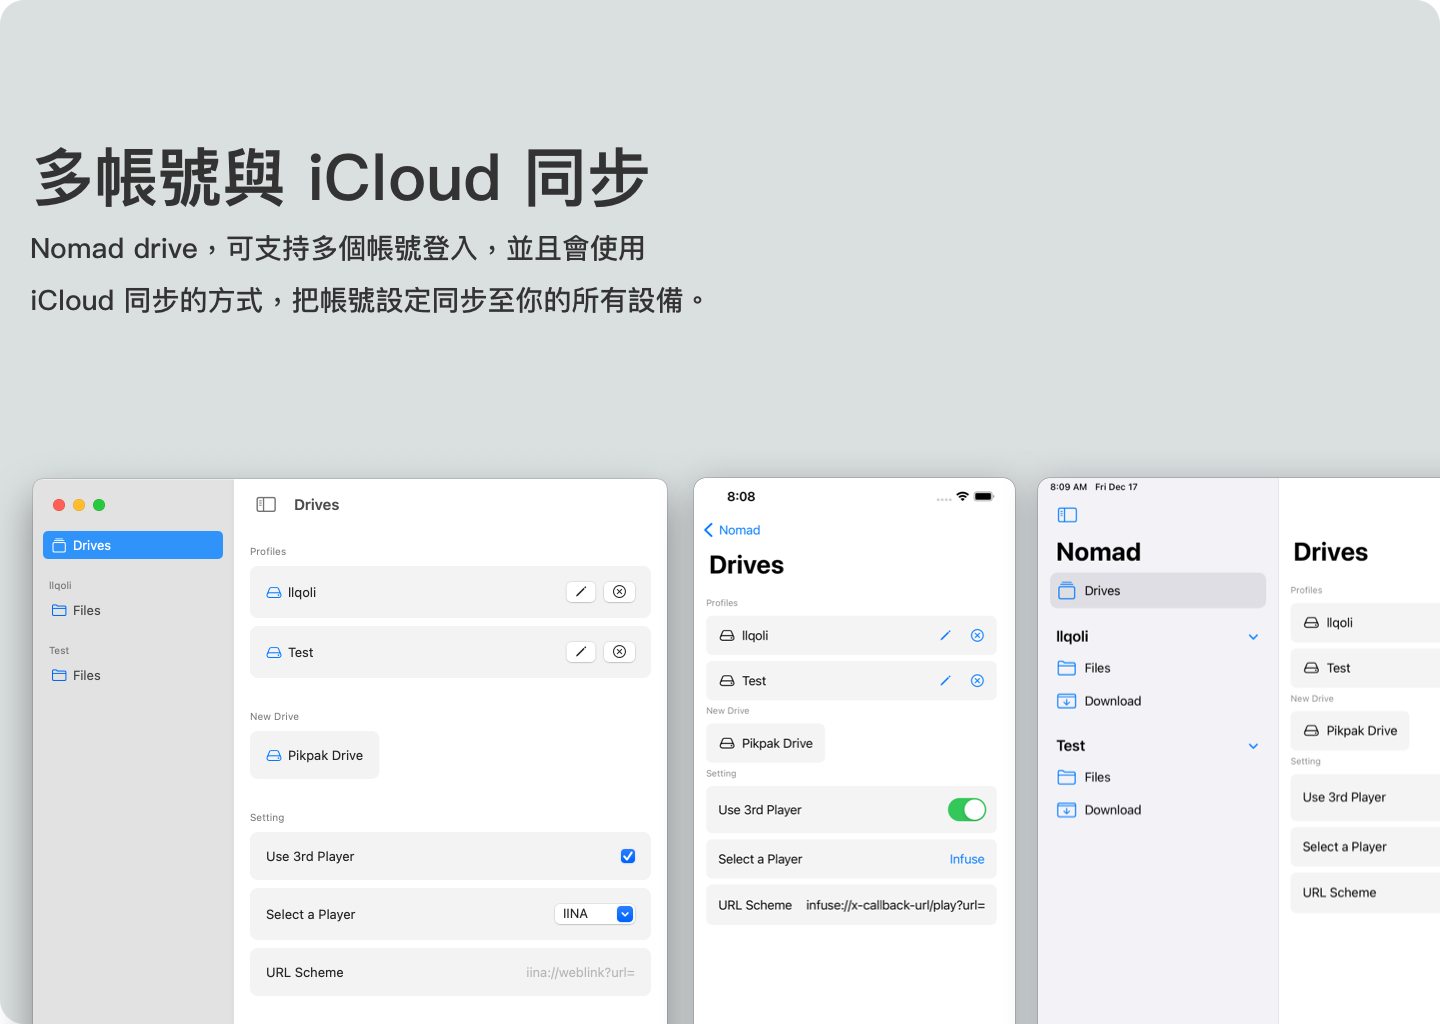 多帳號與 iCloud 同步
Nomad drive，可支持多個帳號登入，並且會使用
iCloud 同步的方式，把帳號設定同步至你的所有設備。
Drives
llqoli
Files
Test
Files
Drives
Profiles
llqoli
Test
New Drive
Pikpak Drive
Setting
Use 3rd Player
Select a Player
IINA
URL Scheme
iina://weblink?url=
8:08
Nomad
Drives
Profiles
llqoli
Test
New Drive
Pikpak Drive
Setting
Use 3rd Player
Select a Player
Infuse
URL Scheme
infuse://x-callback-url/play?url=
8:09 AM Fri Dec 17
Nomad
Drives
llqoli
Files
Download
Test
Files
Download
Drives
Profiles
llqoli
Test
New Drive
Pikpak Drive
Setting
Use 3rd Player
Select a Player
URL Scheme